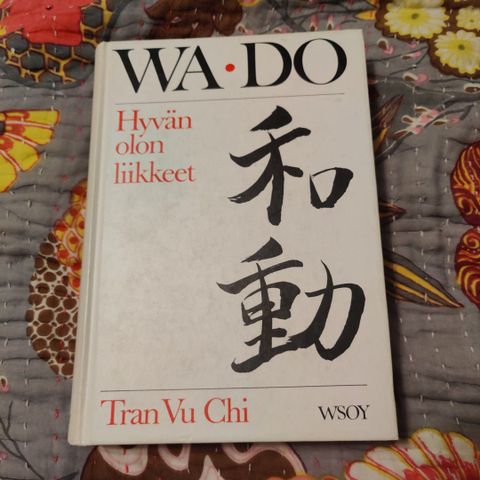 WA·DO
Hyvän
olon
liikkeet
和
動
Tran Vu Chi
WSOY